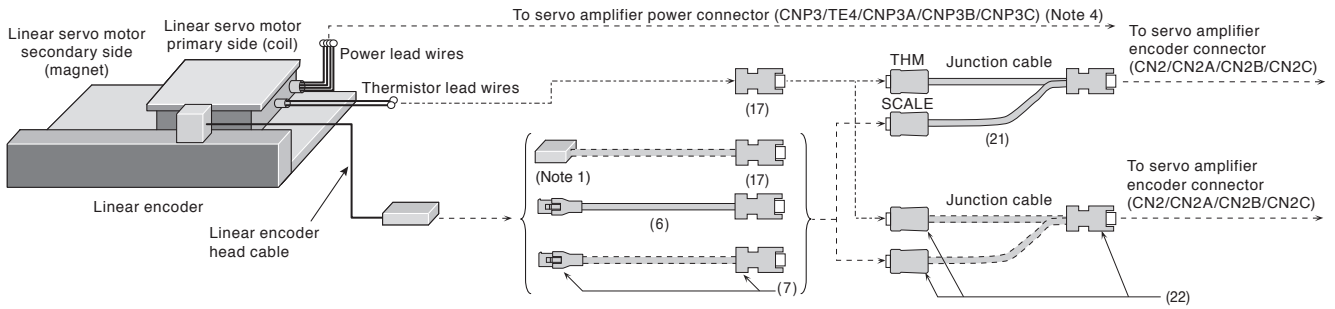 To servo amplifier power connector (CNP3/TE4/CNP3A/CNP3B/CNP3C) (Note 4)
Linear servo motor
secondary side
(magnet)
Linear servo motor
primary side (coil)
Power lead wires
Thermistor lead wires
Linear encoder
Linear encoder
head cable
(17)
(Note 1)
(17)
(6)
(7)
THM
Junction cable
SCALE
(21)
To servo amplifier
encoder connector
(CN2/CN2A/CN2B/CN2C)
Junction cable
To servo amplifier
encoder connector
(CN2/CN2A/CN2B/CN2C)
(22)